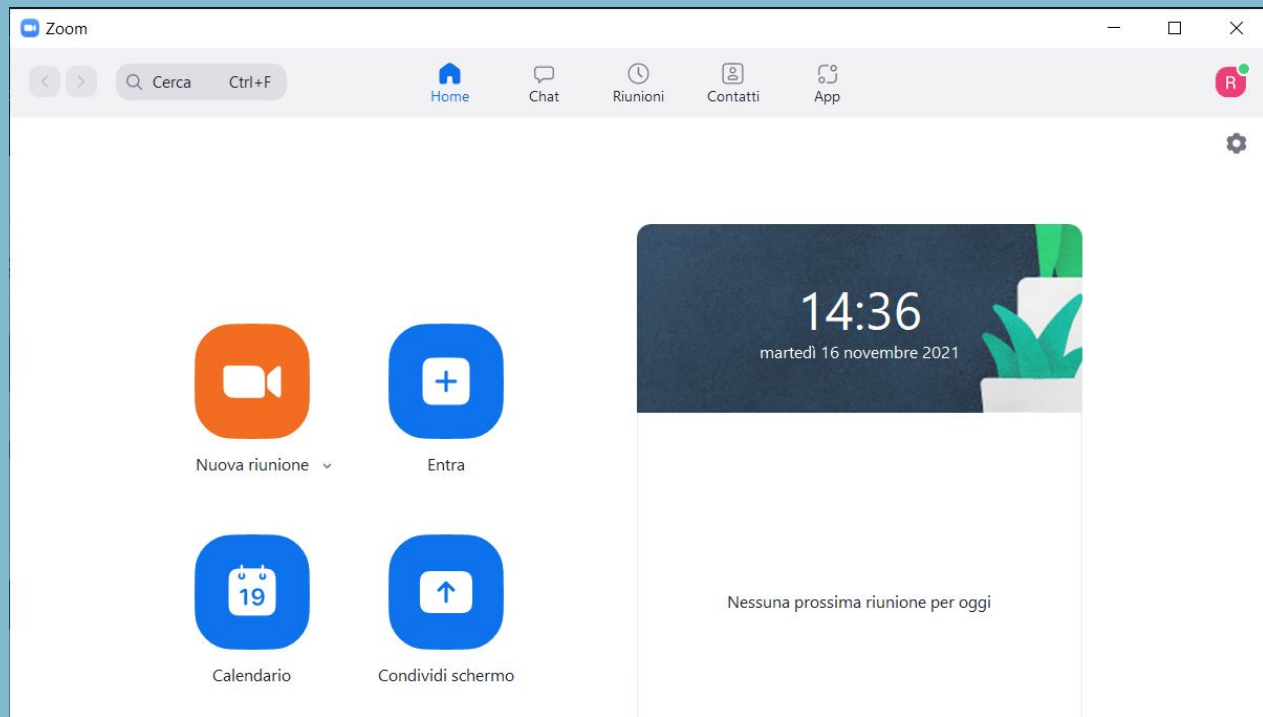 Zoom
Cerca Ctrl+F
Home Chat Riunioni Contatti App
R
14:36
martedì 16 novembre 2021
Nuova riunione Entra
19
Calendario Condividi schermo
Nessuna prossima riunione per oggi